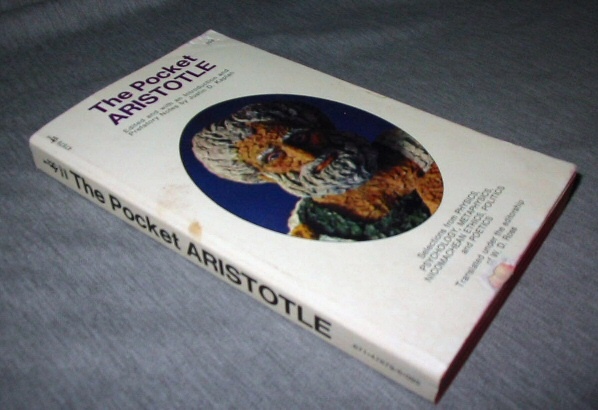 The Pocket
ARISTOTLE
Edited and with an Introduction and
Prefatory Notes by Justin D. Kaplan
Selections from PHYSICS,
PSYCHOLOGY, METAPHYSICS,
NICOMACHEAN ETHICS, POLITICS
and POETICS
Translated under the editorship
of W. D. Ross
The Pocket ARISTOTLE